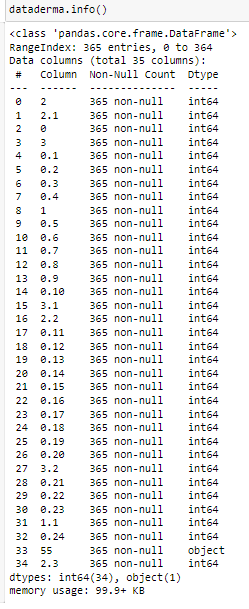 dataderma.info()
<class 'pandas.core.frame.DataFrame'>
RangeIndex: 365 entries, 0 to 364
Data columns (total 35 columns):
 #   Column  Non-Null Count  Dtype
---  ------  --------------  -----
 0   2       365 non-null    int64
 1   2.1     365 non-null    int64
 2   0       365 non-null    int64
 3   3       365 non-null    int64
 4   0.1     365 non-null    int64
 5   0.2     365 non-null    int64
 6   0.3     365 non-null    int64
 7   0.4     365 non-null    int64
 8   1       365 non-null    int64
 9   0.5     365 non-null    int64
 10  0.6     365 non-null    int64
 11  0.7     365 non-null    int64
 12  0.8     365 non-null    int64
 13  0.9     365 non-null    int64
 14  0.10    365 non-null    int64
 15  3.1     365 non-null    int64
 16  2.2     365 non-null    int64
 17  0.11    365 non-null    int64
 18  0.12    365 non-null    int64
 19  0.13    365 non-null    int64
 20  0.14    365 non-null    int64
 21  0.15    365 non-null    int64
 22  0.16    365 non-null    int64
 23  0.17    365 non-null    int64
 24  0.18    365 non-null    int64
 25  0.19    365 non-null    int64
 26  0.20    365 non-null    int64
 27  3.2     365 non-null    int64
 28  0.21    365 non-null    int64
 29  0.22    365 non-null    int64
 30  0.23    365 non-null    int64
 31  1.1     365 non-null    int64
 32  0.24    365 non-null    int64
 33  55      365 non-null    object
 34  2.3     365 non-null    int64
dtypes: int64(34), object(1)
memory usage: 99.9+ KB